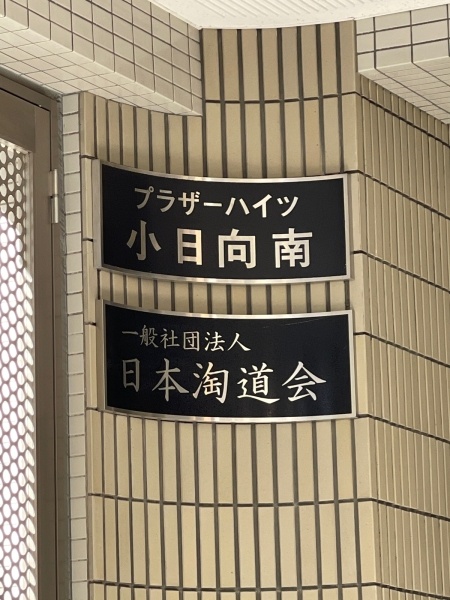 プラザーハイツ
小日向南
一般社団法人
日本淘道会